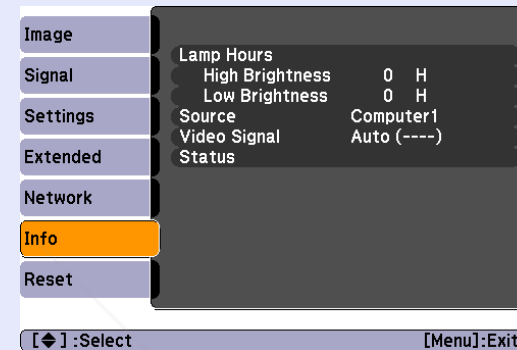 Image
Signal
Settings
Extended
Network
Info
Reset
Lamp Hours
High Brightness 0 H
Low Brightness 0 H
Source Computer1
Video Signal Auto (----)
Status
[◆] :Select [Menu]:Exit